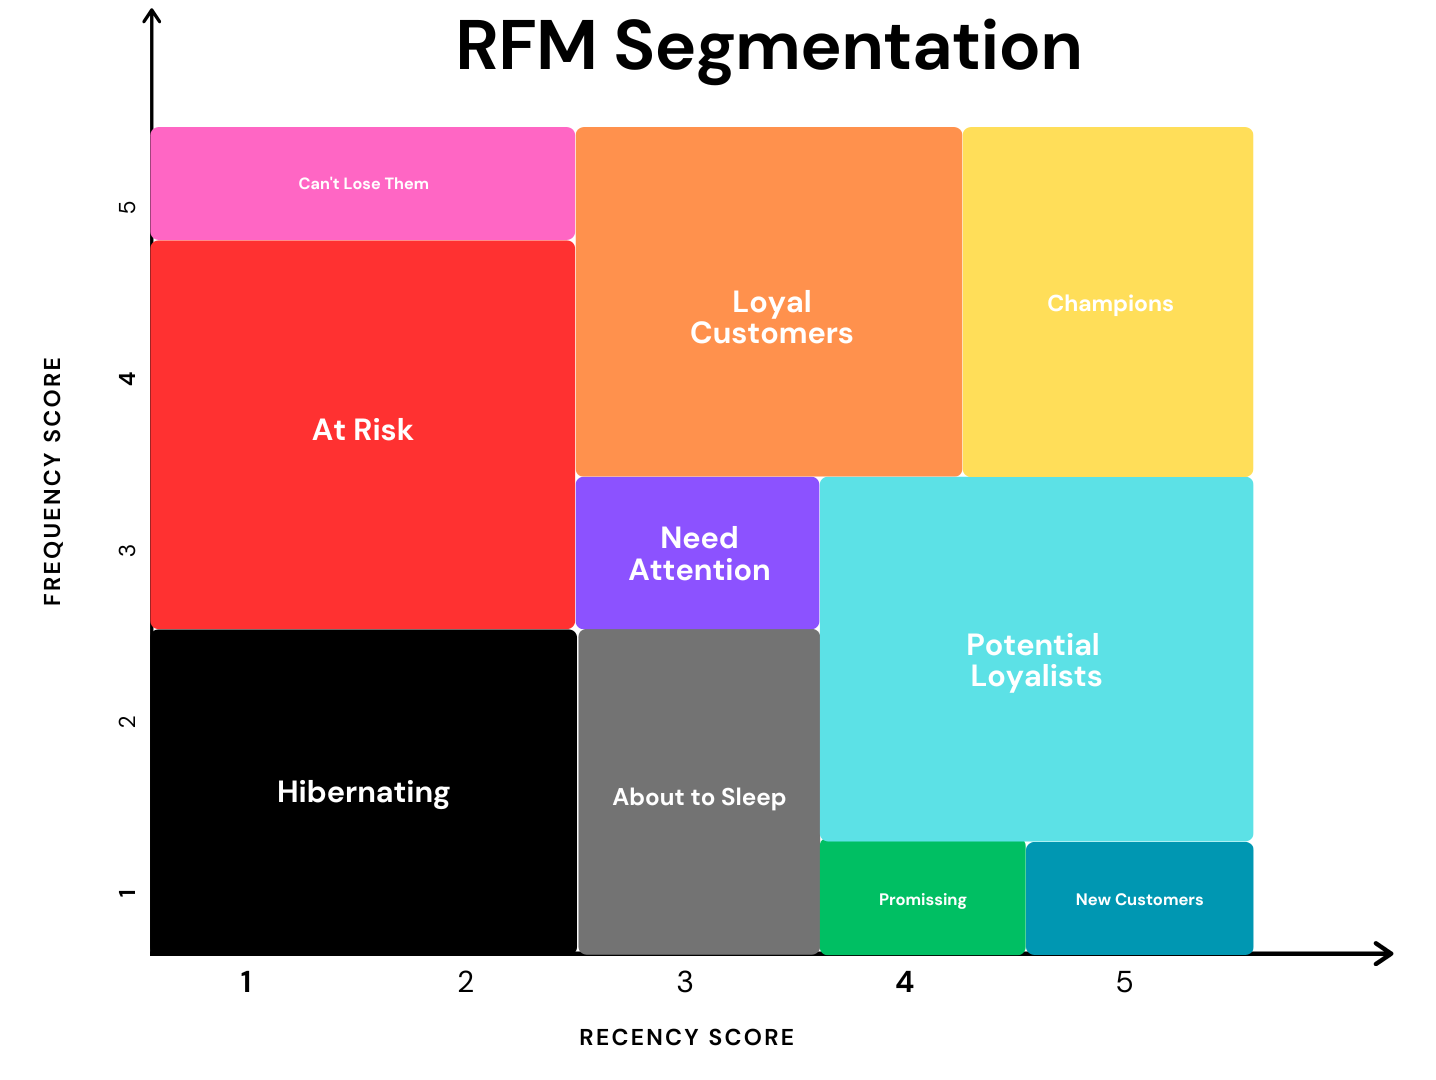 RFM Segmentation
FREQUENCY SCORE
5
4
3
2
1
Can't Lose Them
At Risk
Loyal
Customers
Champions
Need
Attention
Potential
Loyalists
Hibernating
About to Sleep
Promissing
New Customers
1
2
3
4
5
RECENCY SCORE